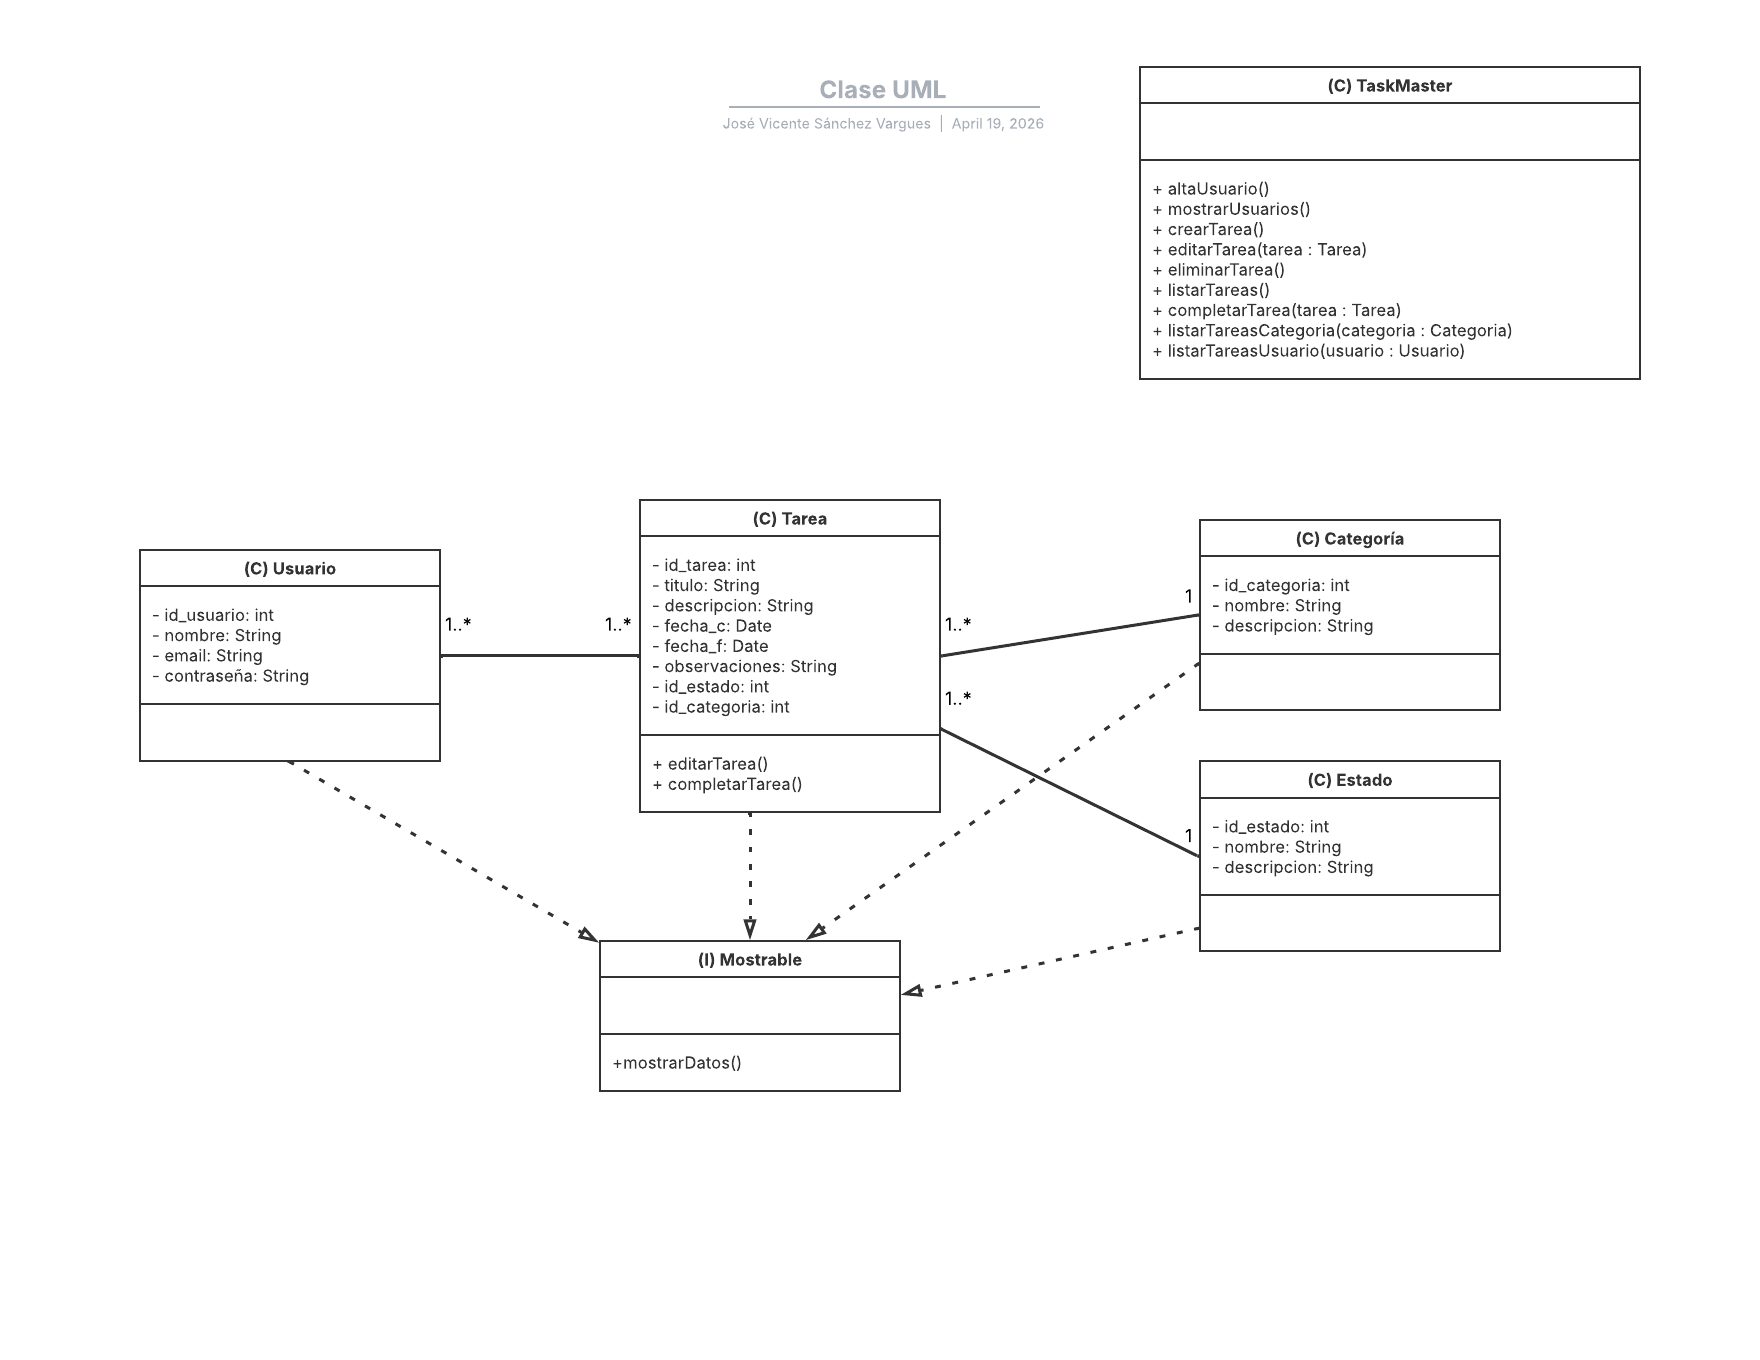 Clase UML
José Vicente Sánchez Vargues | April 19, 2026
(C) TaskMaster
+ altaUsuario()
+ mostrarUsuarios()
+ crearTarea()
+ editarTarea(tarea : Tarea)
+ eliminarTarea()
+ listarTareas()
+ completarTarea(tarea : Tarea)
+ listarTareasCategoria(categoria : Categoria)
+ listarTareasUsuario(usuario : Usuario)
(C) Usuario
- id_usuario: int
- nombre: String
- email: String
- contraseña: String
1..*
1..*
(C) Tarea
- id_tarea: int
- titulo: String
- descripcion: String
- fecha_c: Date
- fecha_f: Date
- observaciones: String
- id_estado: int
- id_categoria: int
+ editarTarea()
+ completarTarea()
1..*
1..*
1
(C) Categoría
- id_categoria: int
- nombre: String
- descripcion: String
1
(C) Estado
- id_estado: int
- nombre: String
- descripcion: String
(I) Mostrable
+mostrarDatos()